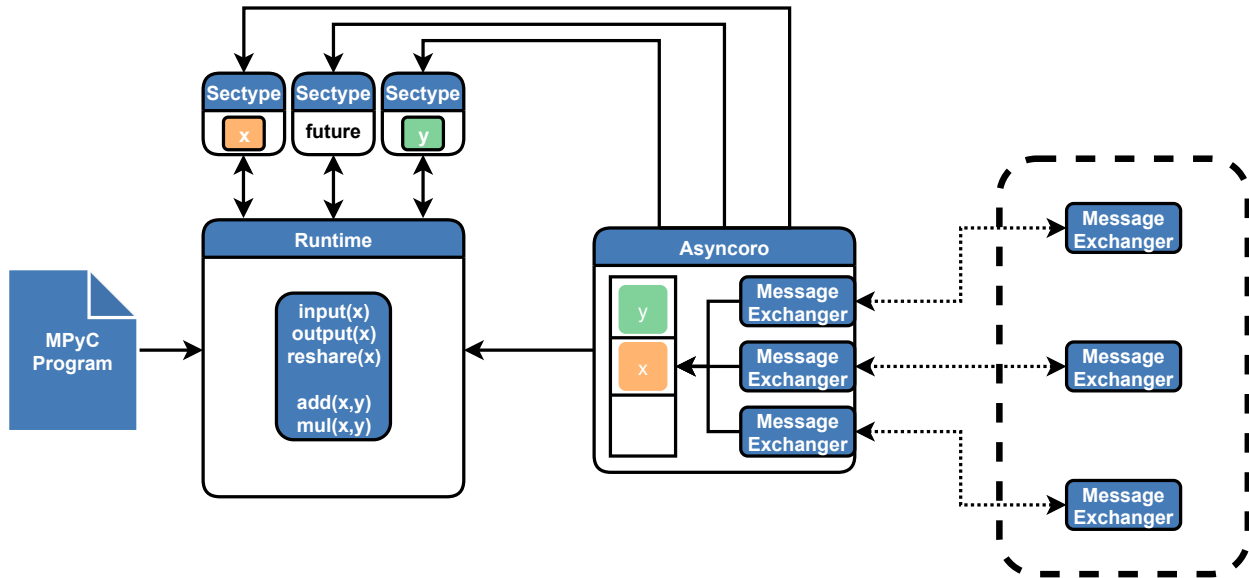 Sectype
Sectype
Sectype
x
future
y
Runtime
input(x)
output(x)
reshare(x)
add(x,y)
mul(x,y)
MPyC
Program
Asyncoro
y
x
Message
Exchanger
Message
Exchanger
Message
Exchanger
Message
Exchanger
Message
Exchanger
Message
Exchanger